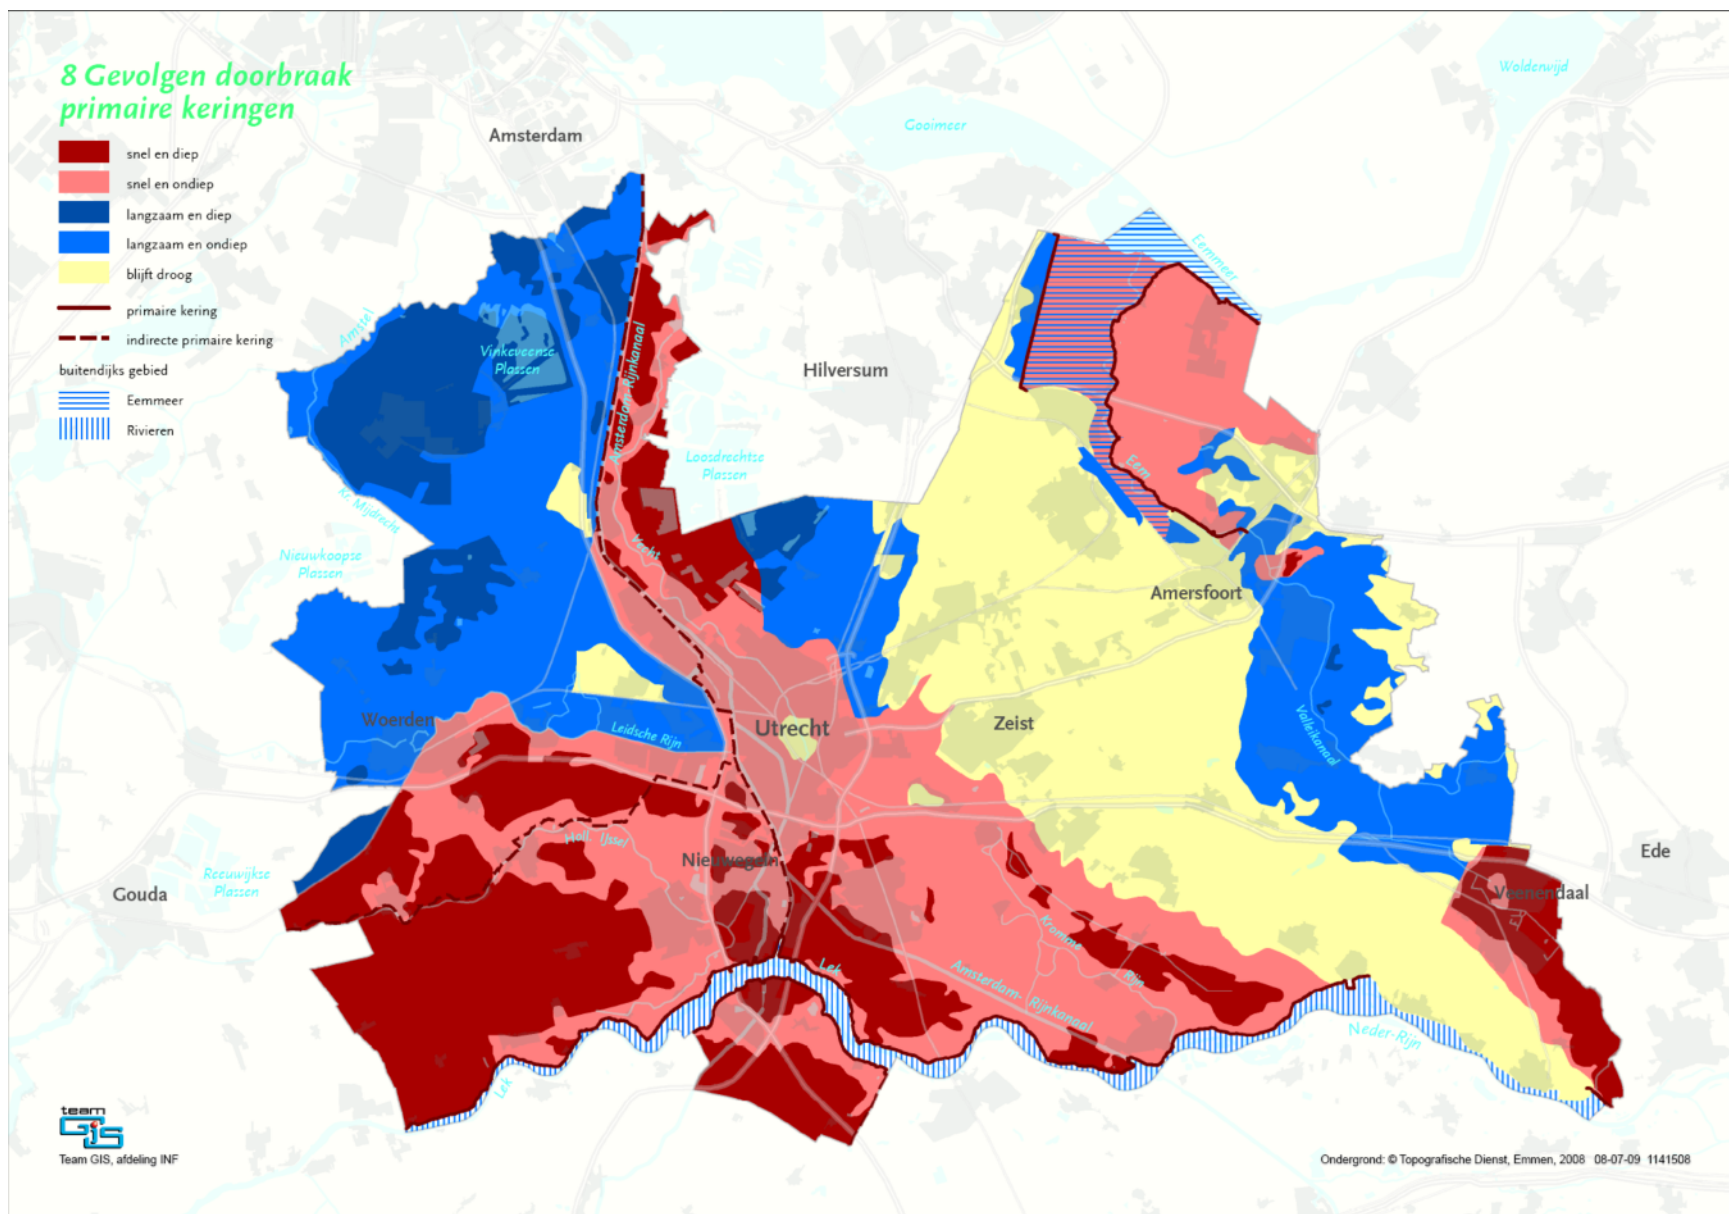 8 Gevolgen doorbraak
primaire keringen
snel en diep
snel en ondiep
langzaam en diep
langzaam en ondiep
blijft droog
primaire kering
indirecte primaire kering
buitendijks gebied
Eemmeer
Rivieren
Amsterdam
Wolderwijd
Gooimeer
Eemmeer
Amstel
Vinkeveense
Plassen
Amsterdam-Rijnkanaal
Hilversum
Loosdrechtse
Plassen
Eem
Kr. Mijdrecht
Nieuwkoopse
Plassen
Vecht
Amersfoort
Woerden
Leidsche Rijn
Utrecht
Zeist
Valleikanaal
Holl. IJssel
Nieuwegein
Reeuwijkse
Plassen
Gouda
Ede
Veenendaal
Kromme
Rijn
Lek
Amsterdam-Rijnkanaal
Neder-Rijn
Lek
team
GIS
Team GIS, afdeling INF
Ondergrond: © Topografische Dienst, Emmen, 2008 08-07-09 1141508